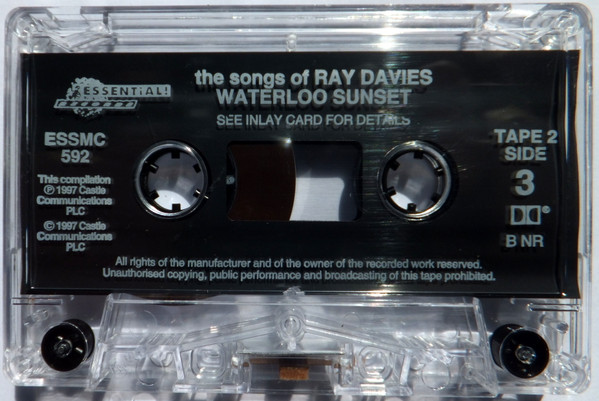 ESSENTIAL!
RECORDS
the songs of RAY DAVIES
WATERLOO SUNSET
SEE INLAY CARD FOR DETAILS
ESSMC
592
This compilation
℗ 1997 Castle
Communications
PLC
© 1997 Castle
Communications
PLC
TAPE 2
SIDE
3
®
B NR
All rights of the manufacturer and of the owner of the recorded work reserved.
Unauthorised copying, public performance and broadcasting of this tape prohibited.